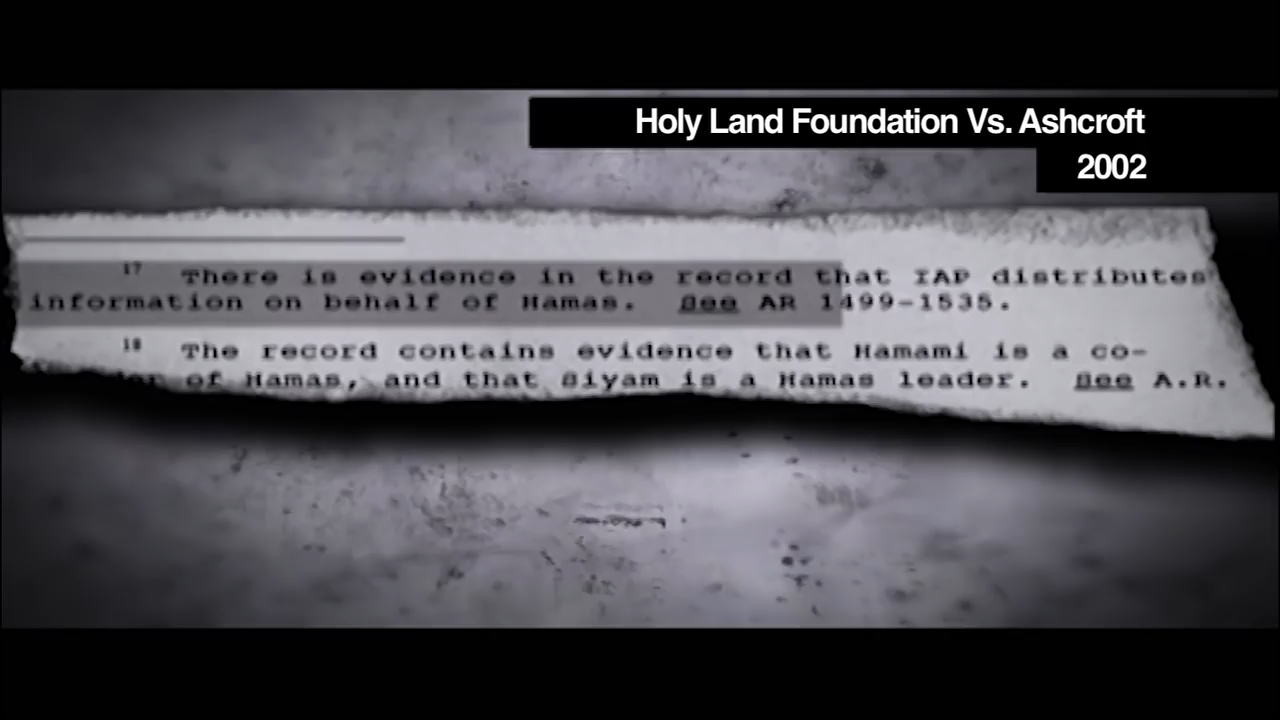 Holy Land Foundation Vs. Ashcroft
2002
17 There is evidence in the record that IAP distributes
information on behalf of Hamas. See AR 1499-1535.
18 The record contains evidence that Hamami is a co-
of Hamas, and that Siyam is a Hamas leader. See A.R.